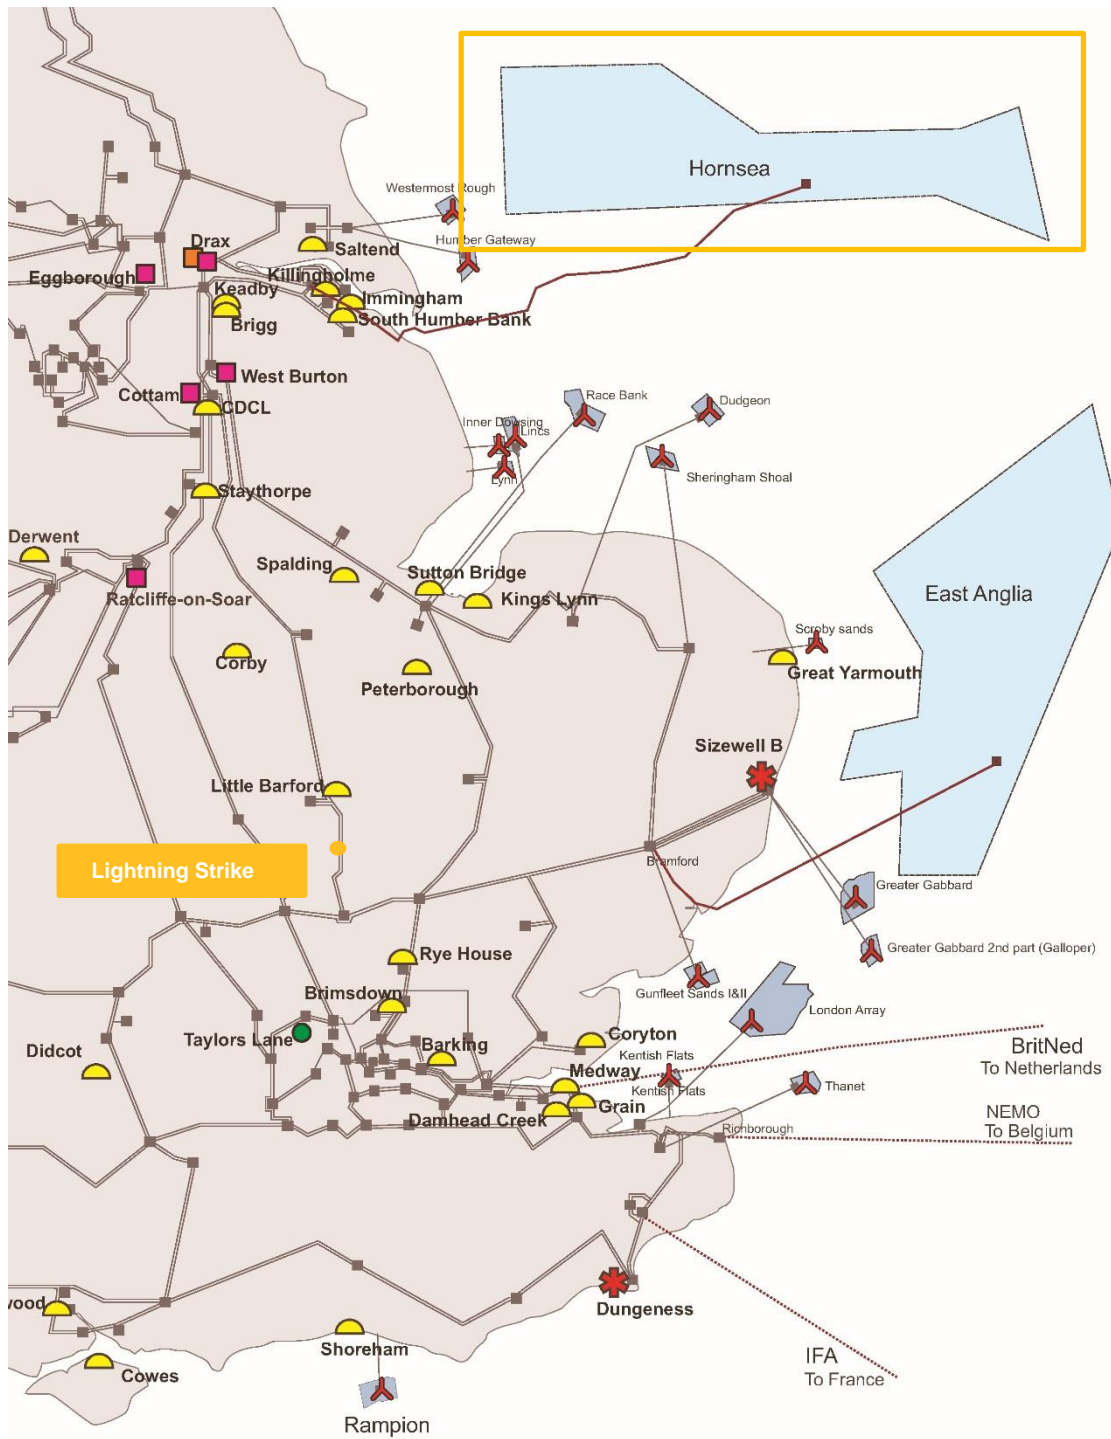 Hornsea
Westermost Rough
Humber Gateway
Drax
Saltend
Eggborough
Killingholme
Keadby
Immingham
Brigg
South Humber Bank
West Burton
Cottam
CDCL
Race Bank
Dudgeon
Inner Dowsing
Lincs
Lynn
Sheringham Shoal
Staythorpe
Derwent
Spalding
Sutton Bridge
Ratcliffe-on-Soar
Kings Lynn
East Anglia
Scroby sands
Corby
Peterborough
Great Yarmouth
Sizewell B
Little Barford
Lightning Strike
Bramford
Greater Gabbard
Greater Gabbard 2nd part (Galloper)
Rye House
Gunfleet Sands I&II
Brimsdown
London Array
Taylors Lane
Barking
Coryton
Didcot
Kentish Flats
BritNed
To Netherlands
Medway
Kentish Flats
Thanet
Grain
Damhead Creek
NEMO
To Belgium
Richborough
wood
Dungeness
Shoreham
IFA
To France
Cowes
Rampion